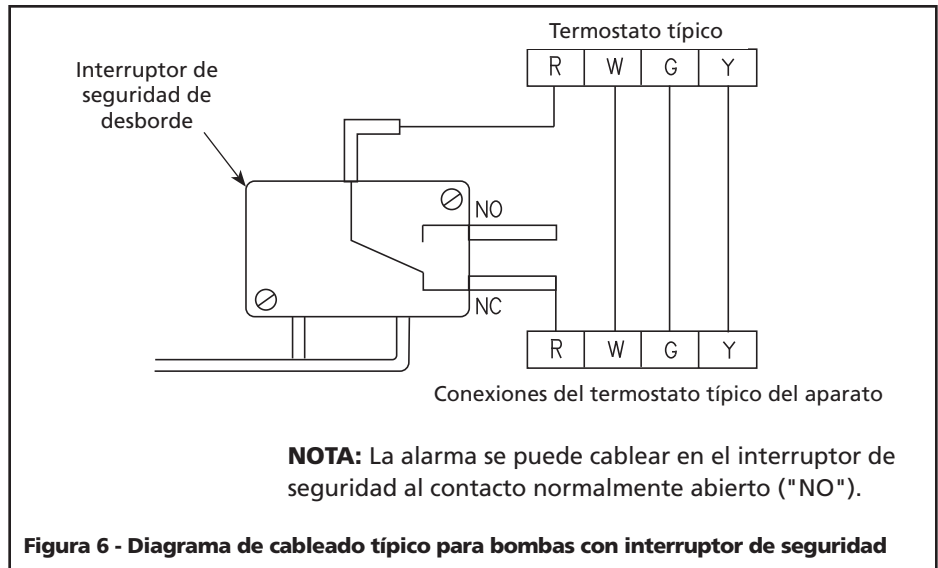 Termostato típico
R W G Y
Interruptor de
seguridad de
desborde
NO
NC
R W G Y
Conexiones del termostato típico del aparato
NOTA: La alarma se puede cablear en el interruptor de
seguridad al contacto normalmente abierto ("NO").
Figura 6 - Diagrama de cableado típico para bombas con interruptor de seguridad